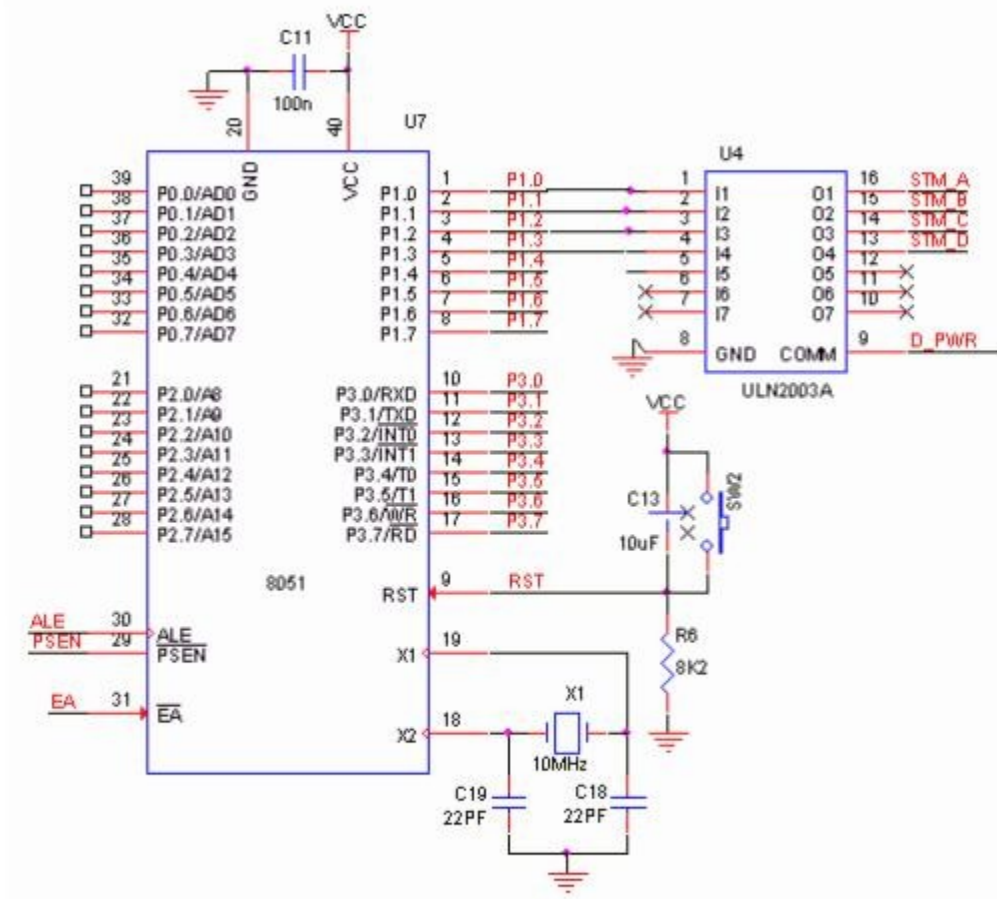 VCC
C11
100n
U7
20
40
GND
VCC
39 P0.0/AD0
38 P0.1/AD1
37 P0.2/AD2
36 P0.3/AD3
35 P0.4/AD4
34 P0.5/AD5
33 P0.6/AD6
32 P0.7/AD7
21 P2.0/A8
22 P2.1/A9
23 P2.2/A10
24 P2.3/A11
25 P2.4/A12
26 P2.5/A13
27 P2.6/A14
28 P2.7/A15
8051
ALE 30 ALE
PSEN 29 PSEN
EA 31 EA
P1.0 1 P1.0
P1.1 2 P1.1
P1.2 3 P1.2
P1.3 4 P1.3
P1.4 5 P1.4
P1.5 6 P1.5
P1.6 7 P1.6
P1.7 8 P1.7
P3.0/RXD 10 P3.0
P3.1/TXD 11 P3.1
P3.2/INT0 12 P3.2
P3.3/INT1 13 P3.3
P3.4/T0 14 P3.4
P3.5/T1 15 P3.5
P3.6/WR 16 P3.6
P3.7/RD 17 P3.7
RST 9 RST
X1 19
X2 18
U4
1 I1 O1 16 STM_A
2 I2 O2 15 STM_B
3 I3 O3 14 STM_C
4 I4 O4 13 STM_D
5 I5 O5 12
6 I6 O6 11
7 I7 O7 10
8 GND COMM 9 D_PWR
ULN2003A
VCC
C13
10uF
SW2
R6
8K2
X1
10MHz
C19
22PF
C18
22PF